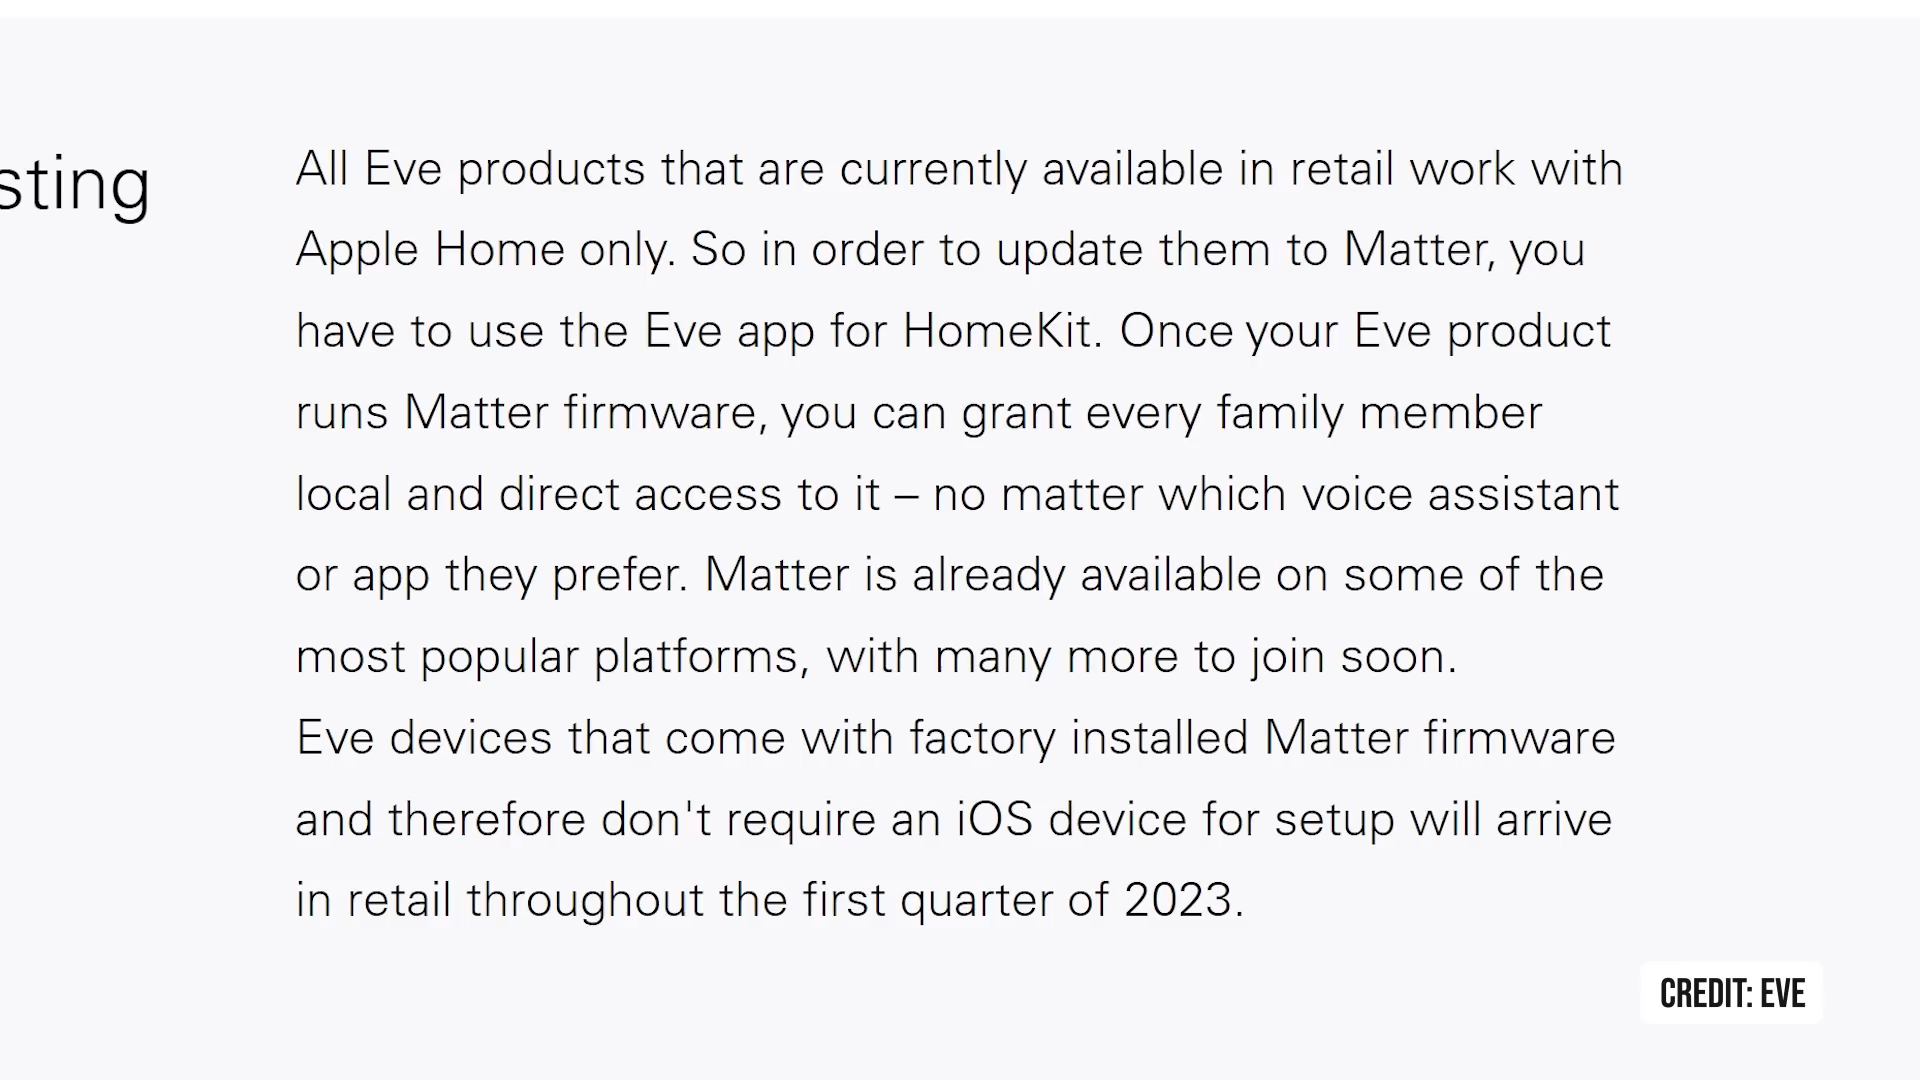 sting
All Eve products that are currently available in retail work with
Apple Home only. So in order to update them to Matter, you
have to use the Eve app for HomeKit. Once your Eve product
runs Matter firmware, you can grant every family member
local and direct access to it – no matter which voice assistant
or app they prefer. Matter is already available on some of the
most popular platforms, with many more to join soon.
Eve devices that come with factory installed Matter firmware
and therefore don't require an iOS device for setup will arrive
in retail throughout the first quarter of 2023.
CREDIT: EVE